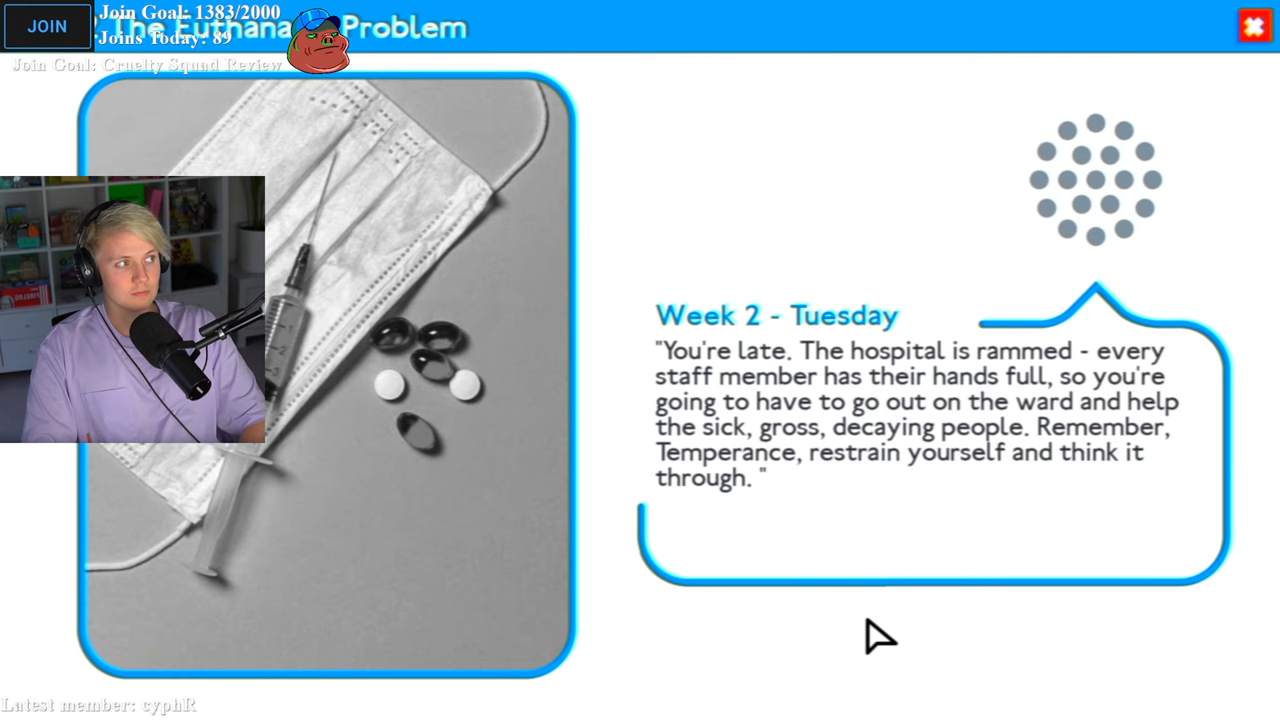 JOIN
Join Goal: 1383/2000
The Euthana Problem
Joins Today: 89
Join Goal: Cruelty Squad Review
Week 2 - Tuesday
"You're late. The hospital is rammed - every
staff member has their hands full, so you're
going to have to go out on the ward and help
the sick, gross, decaying people. Remember,
Temperance, restrain yourself and think it
through. "
Latest member: cyphR